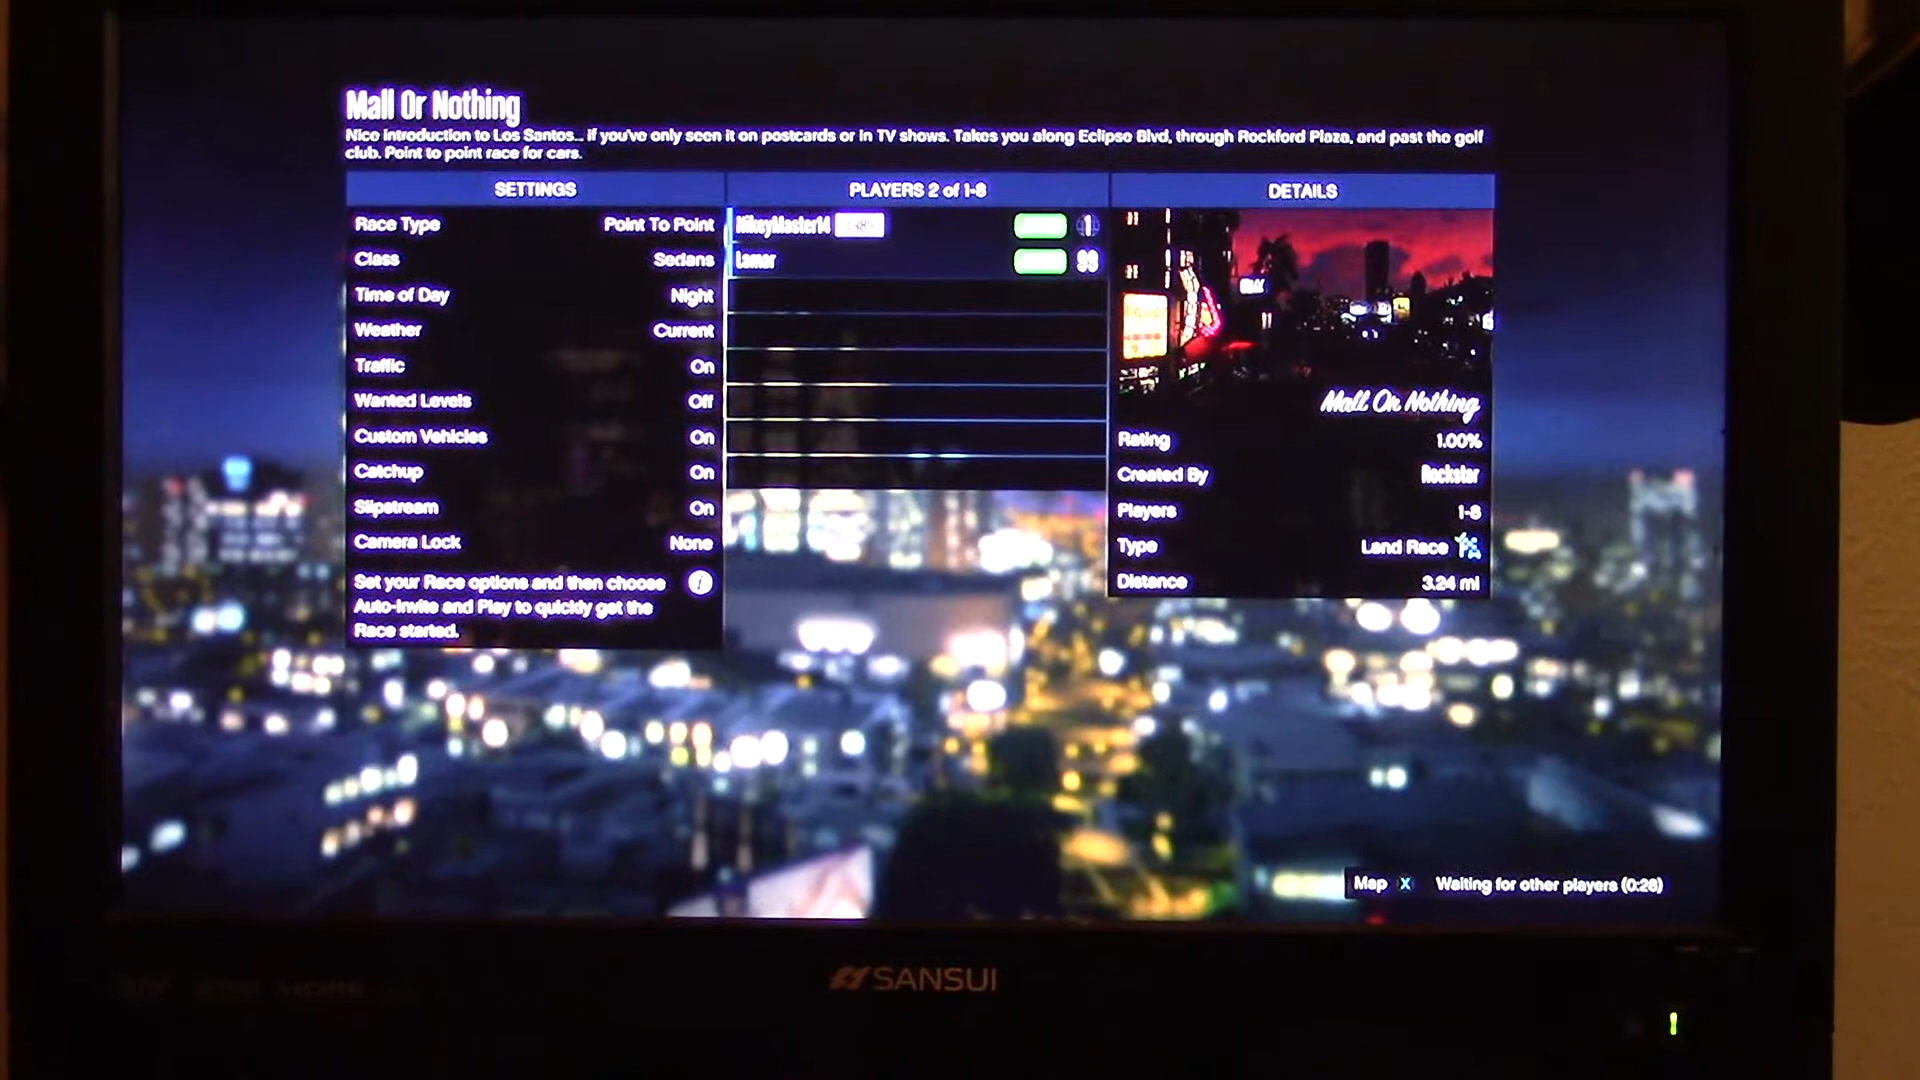 Mall Or Nothing
Nice introduction to Los Santos... if you've only seen it on postcards or in TV shows. Takes you along Eclipse Blvd, through Rockford Plaza, and past the golf
club. Point to point race for cars.
SETTINGS
Race Type Point To Point
Class Sedans
Time of Day Night
Weather Current
Traffic On
Wanted Levels Off
Custom Vehicles On
Catchup On
Slipstream On
Camera Lock None
Set your Race options and then choose
Auto-Invite and Play to quickly get the
Race started.
PLAYERS 2 of 1-8
MikeyMaster14 1
Lamar 99
DETAILS
Mall Or Nothing
Rating 1.00%
Created By Rockstar
Players 1-8
Type Land Race
Distance 3.24 mi
Map X Waiting for other players (0:28)
SANSUI